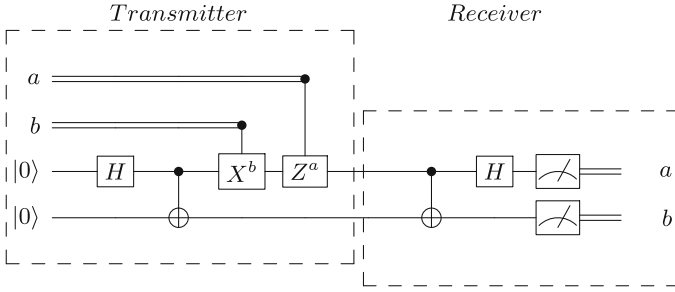 Transmitter Receiver
a
b
|0⟩ H X^b Z^a H a
|0⟩ b